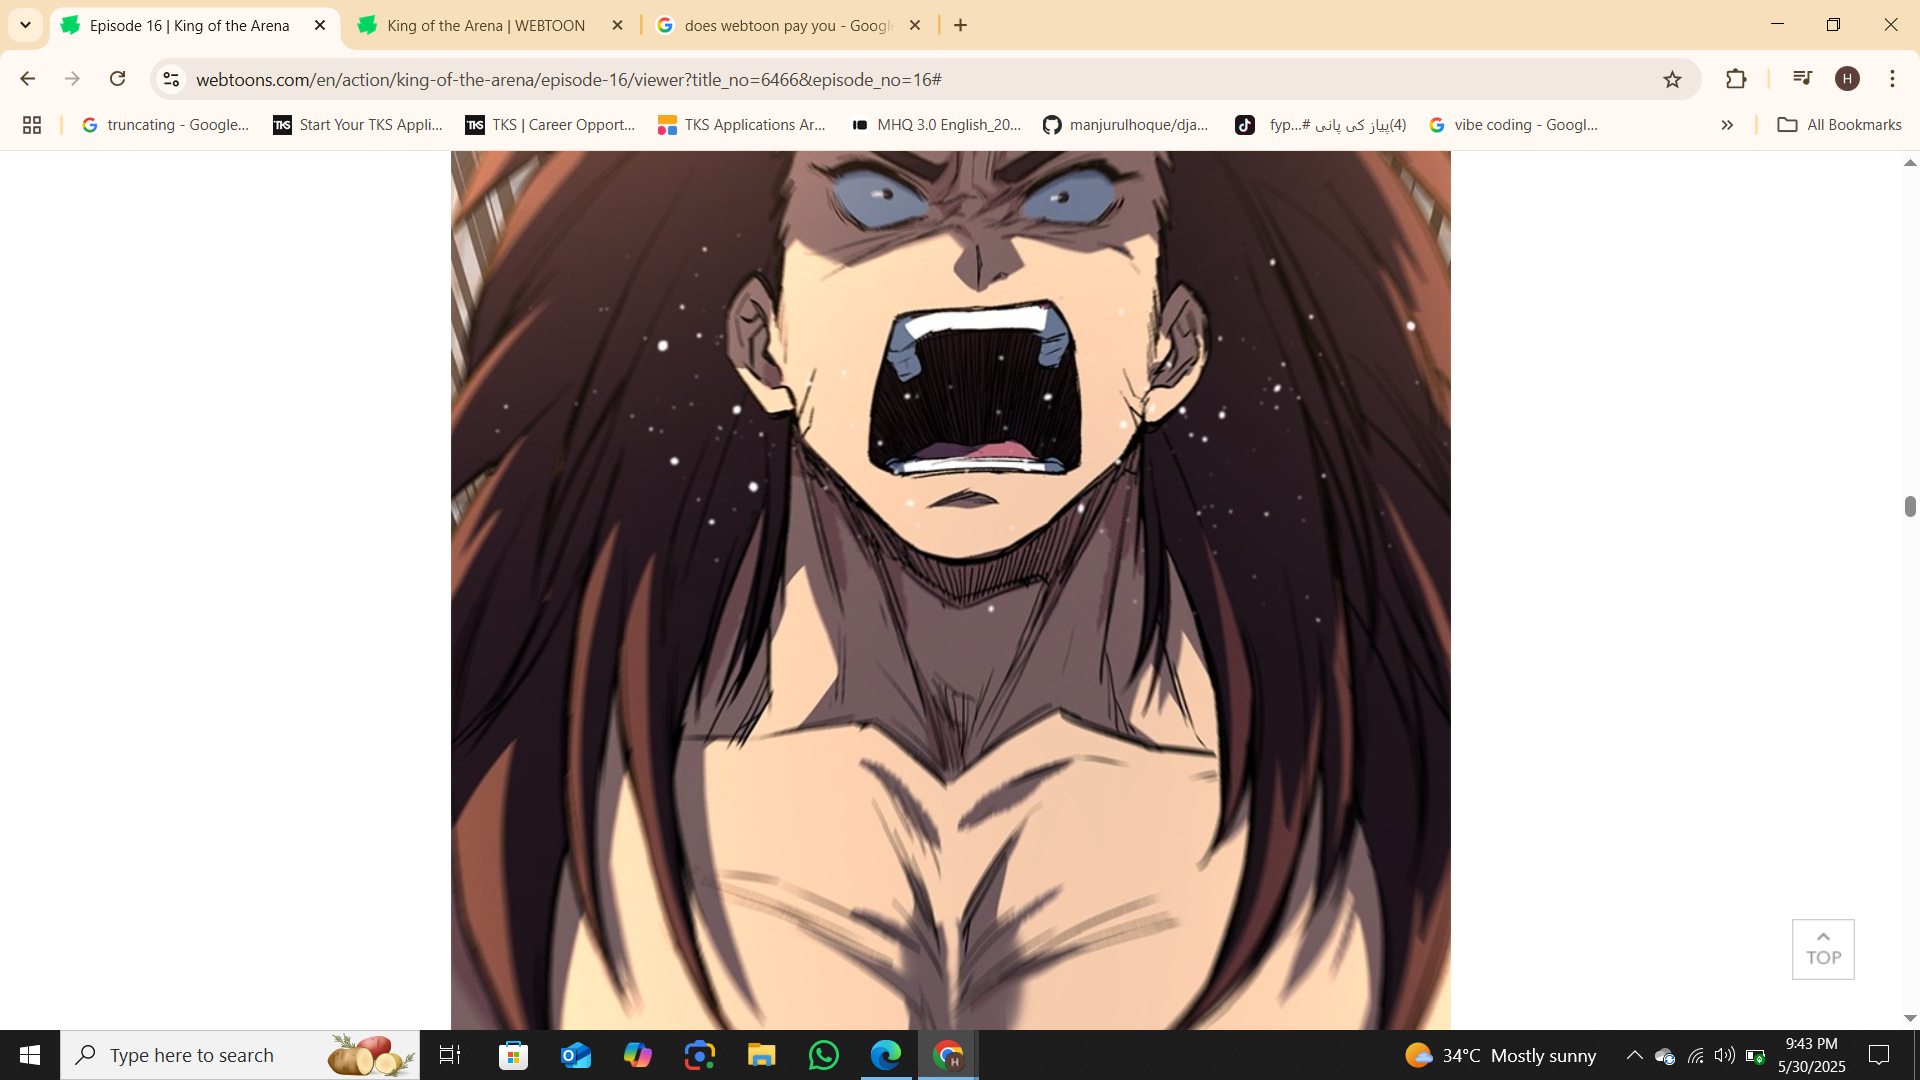 Episode 16 | King of the Arena
King of the Arena | WEBTOON
does webtoon pay you - Googl
webtoons.com/en/action/king-of-the-arena/episode-16/viewer?title_no=6466&episode_no=16#
H
truncating - Google...
TKS
Start Your TKS Appli...
TKS
TKS | Career Opport...
TKS Applications Ar...
MHQ 3.0 English_20...
manjurulhoque/dja...
(4)پیاز کی پانی #...fyp
vibe coding - Googl...
All Bookmarks
TOP
Type here to search
H
34°C Mostly sunny
9:43 PM
5/30/2025